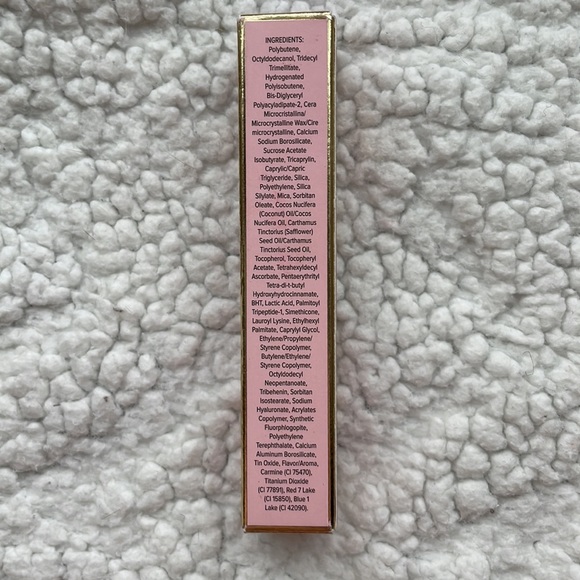 INGREDIENTS:
Polybutene,
Octyldodecanol, Tridecyl
Trimellitate,
Hydrogenated
Polyisobutene,
Bis-Diglyceryl
Polyacyladipate-2, Cera
Microcristallina/
Microcrystalline Wax/Cire
microcrystalline, Calcium
Sodium Borosilicate,
Sucrose Acetate
Isobutyrate, Tricaprylin,
Caprylic/Capric
Triglyceride, Silica,
Polyethylene, Silica
Silylate, Mica, Sorbitan
Oleate, Cocos Nucifera
(Coconut) Oil/Cocos
Nucifera Oil, Carthamus
Tinctorius (Safflower)
Seed Oil/Carthamus
Tinctorius Seed Oil,
Tocopherol, Tocopheryl
Acetate, Tetrahexyldecyl
Ascorbate, Pentaerythrityl
Tetra-di-t-butyl
Hydroxyhydrocinnamate,
BHT, Lactic Acid, Palmitoyl
Tripeptide-1, Simethicone,
Lauroyl Lysine, Ethylhexyl
Palmitate, Caprylyl Glycol,
Ethylene/Propylene/
Styrene Copolymer,
Butylene/Ethylene/
Styrene Copolymer,
Octyldodecyl
Neopentanoate,
Tribehenin, Sorbitan
Isostearate, Sodium
Hyaluronate, Acrylates
Copolymer, Synthetic
Fluorphlogopite,
Polyethylene
Terephthalate, Calcium
Aluminum Borosilicate,
Tin Oxide, Flavor/Aroma,
Carmine (CI 75470),
Titanium Dioxide
(CI 77891), Red 7 Lake
(CI 15850), Blue 1
Lake (CI 42090).